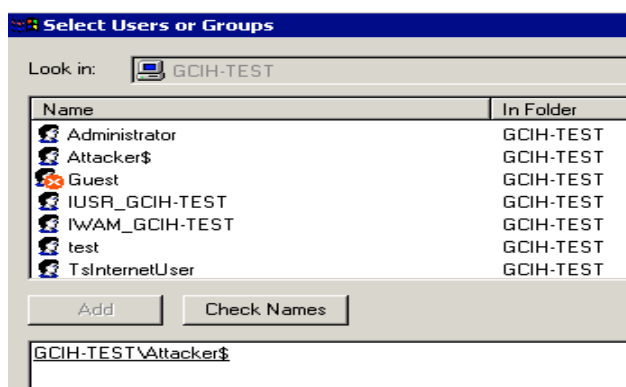 Select Users or Groups
Look in: GCIH-TEST
Name In Folder
Administrator GCIH-TEST
Attacker$ GCIH-TEST
Guest GCIH-TEST
IUSR_GCIH-TEST GCIH-TEST
IWAM_GCIH-TEST GCIH-TEST
test GCIH-TEST
TsInternetUser GCIH-TEST
Add Check Names
GCIH-TEST\Attacker$